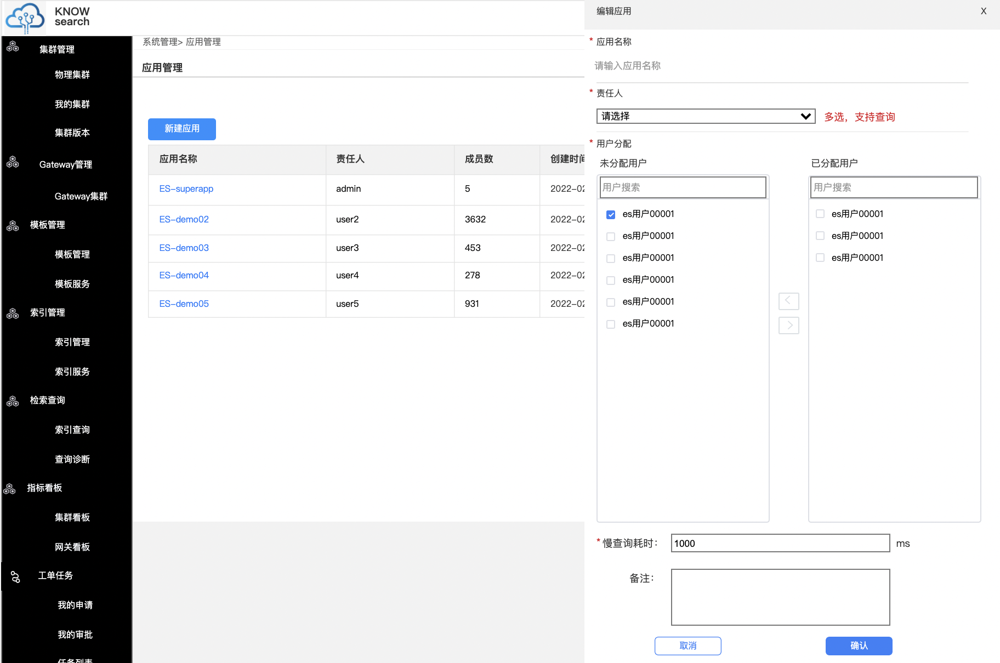 KNOW
search
集群管理
物理集群
我的集群
集群版本
Gateway管理
Gateway集群
模板管理
模板管理
模板服务
索引管理
索引管理
索引服务
检索查询
索引查询
查询诊断
指标看板
集群看板
网关看板
工单任务
我的申请
我的审批
任务列表
系统管理> 应用管理
应用管理
新建应用
应用名称 责任人 成员数 创建时间
ES-superapp admin 5 2022-02
ES-demo02 user2 3632 2022-02
ES-demo03 user3 453 2022-02
ES-demo04 user4 278 2022-02
ES-demo05 user5 931 2022-02
编辑应用 X
* 应用名称
请输入应用名称
* 责任人
请选择 多选，支持查询
* 用户分配
未分配用户
用户搜索
es用户00001
es用户00001
es用户00001
es用户00001
es用户00001
es用户00001
<
>
已分配用户
用户搜索
es用户00001
es用户00001
es用户00001
* 慢查询耗时： 1000 ms
备注：
取消 确认